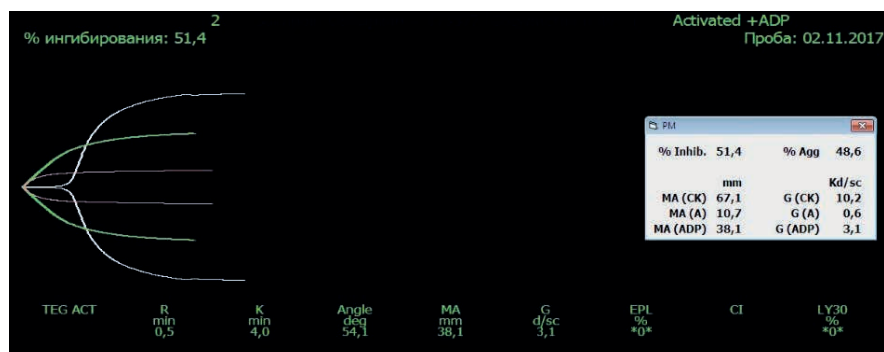 2
% ингибирования: 51,4
Activated +ADP
Проба: 02.11.2017
PM
% Inhib. 51,4 % Agg 48,6
mm Kd/sc
MA (CK) 67,1 G (CK) 10,2
MA (A) 10,7 G (A) 0,6
MA (ADP) 38,1 G (ADP) 3,1
TEG ACT R K Angle MA G EPL CI LY30
min min deg mm d/sc % %
0,5 4,0 54,1 38,1 3,1 *0* *0*